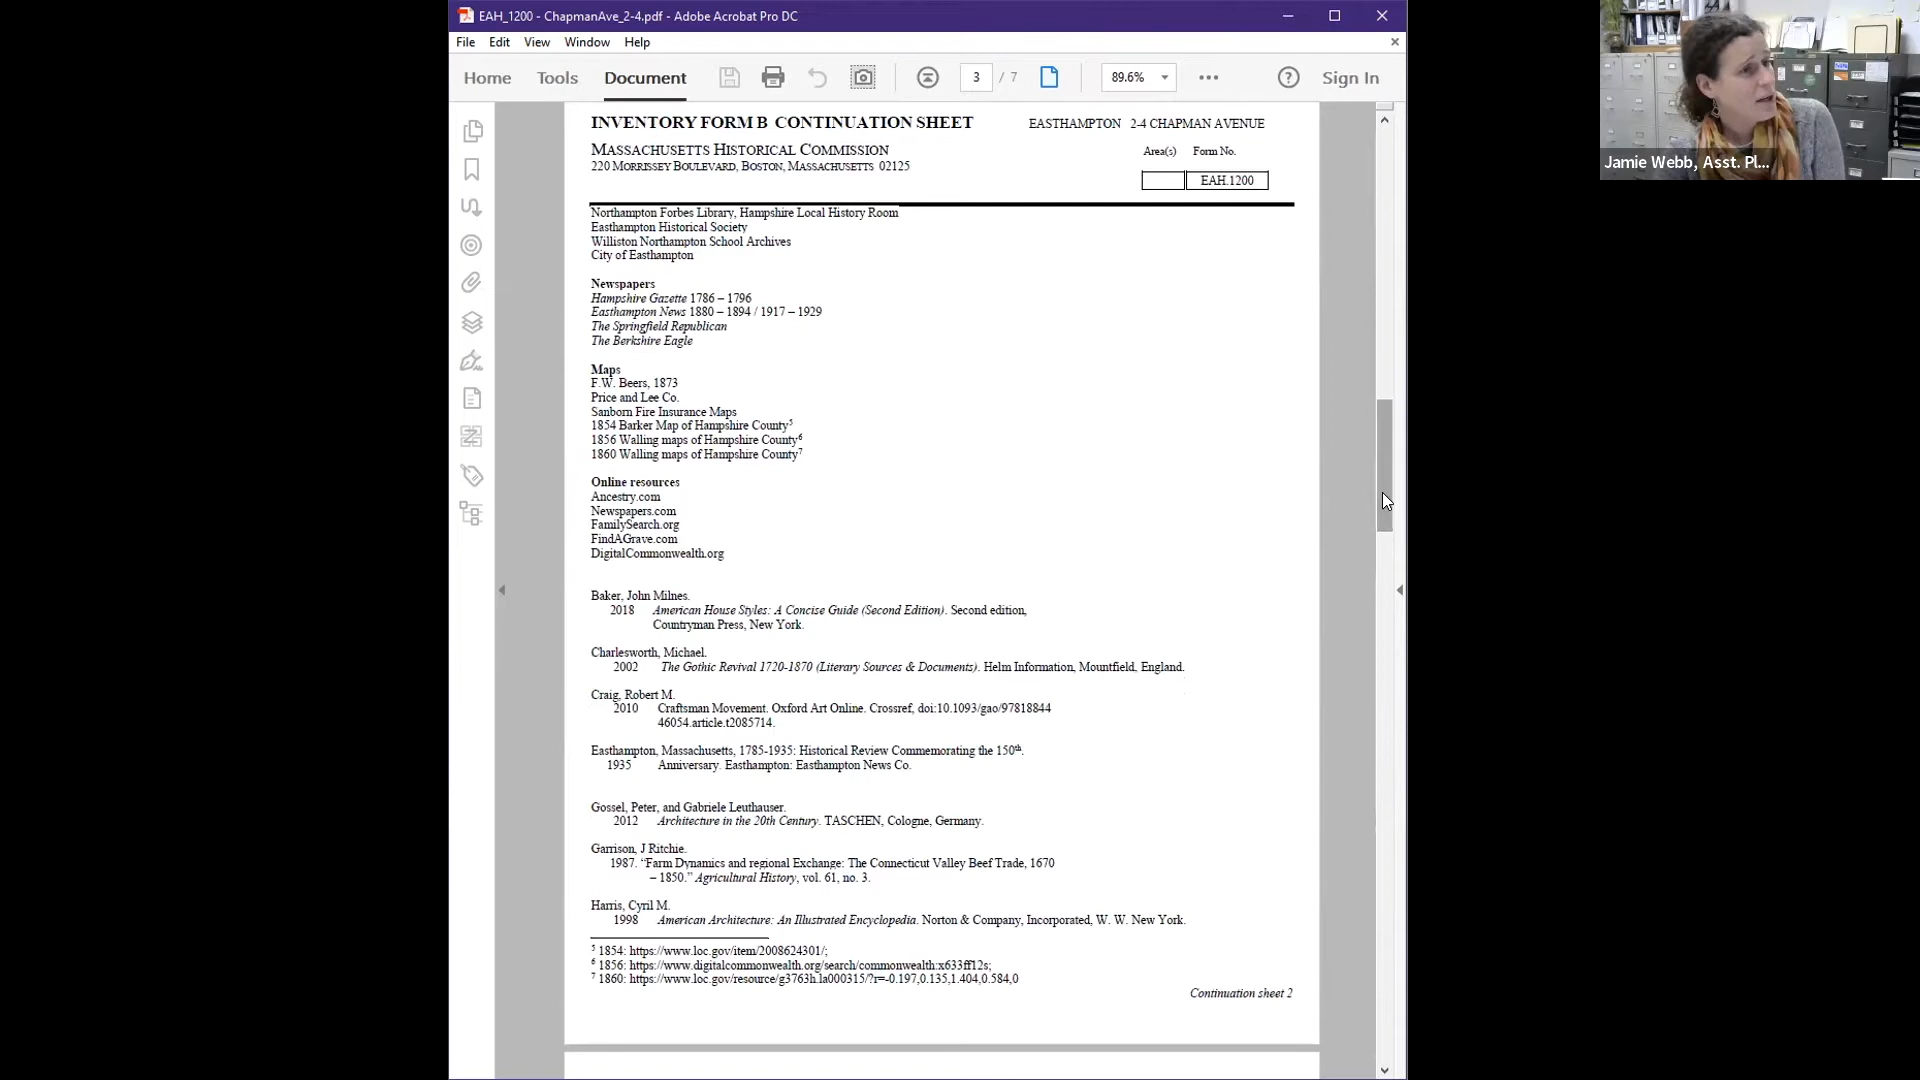 EAH_1200 - ChapmanAve_2-4.pdf - Adobe Acrobat Pro DC
File Edit View Window Help
Home Tools Document 3 / 7 89.6% Sign In
INVENTORY FORM B CONTINUATION SHEET EASTHAMPTON 2-4 CHAPMAN AVENUE
MASSACHUSETTS HISTORICAL COMMISSION Area(s) Form No.
220 MORRISSEY BOULEVARD, BOSTON, MASSACHUSETTS 02125
EAH.1200
Northampton Forbes Library, Hampshire Local History Room
Easthampton Historical Society
Williston Northampton School Archives
City of Easthampton
Newspapers
Hampshire Gazette 1786 – 1796
Easthampton News 1880 – 1894 / 1917 – 1929
The Springfield Republican
The Berkshire Eagle
Maps
F.W. Beers, 1873
Price and Lee Co.
Sanborn Fire Insurance Maps
1854 Barker Map of Hampshire County⁵
1856 Walling maps of Hampshire County⁶
1860 Walling maps of Hampshire County⁷
Online resources
Ancestry.com
Newspapers.com
FamilySearch.org
FindAGrave.com
DigitalCommonwealth.org
Baker, John Milnes.
2018 American House Styles: A Concise Guide (Second Edition). Second edition,
Countryman Press, New York.
Charlesworth, Michael.
2002 The Gothic Revival 1720-1870 (Literary Sources & Documents). Helm Information, Mountfield, England.
Craig, Robert M.
2010 Craftsman Movement. Oxford Art Online. Crossref, doi:10.1093/gao/97818844
46054.article.t2085714.
Easthampton, Massachusetts, 1785-1935: Historical Review Commemorating the 150th.
1935 Anniversary. Easthampton: Easthampton News Co.
Gossel, Peter, and Gabriele Leuthauser.
2012 Architecture in the 20th Century. TASCHEN, Cologne, Germany.
Garrison, J Ritchie.
1987. “Farm Dynamics and regional Exchange: The Connecticut Valley Beef Trade, 1670
– 1850.” Agricultural History, vol. 61, no. 3.
Harris, Cyril M.
1998 American Architecture: An Illustrated Encyclopedia. Norton & Company, Incorporated, W. W. New York.
⁵ 1854: https://www.loc.gov/item/2008624301/;
⁶ 1856: https://www.digitalcommonwealth.org/search/commonwealth:x633ff12s;
⁷ 1860: https://www.loc.gov/resource/g3763h.la000315/?r=-0.197,0.135,1.404,0.584,0
Continuation sheet 2
Jamie Webb, Asst. Pl...